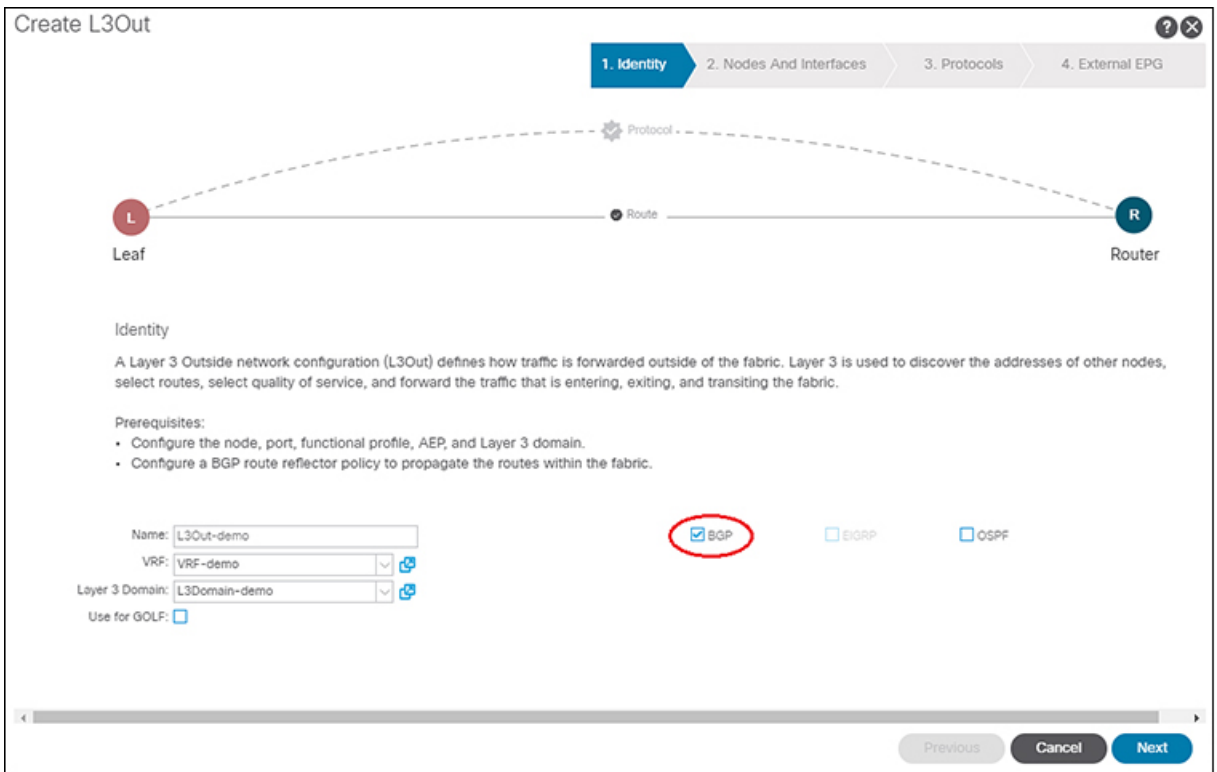 Create L3Out
?
1. Identity
2. Nodes And Interfaces
3. Protocols
4. External EPG
Protocol
L
Route
R
Leaf
Router
Identity
A Layer 3 Outside network configuration (L3Out) defines how traffic is forwarded outside of the fabric. Layer 3 is used to discover the addresses of other nodes,
select routes, select quality of service, and forward the traffic that is entering, exiting, and transiting the fabric.
Prerequisites:
• Configure the node, port, functional profile, AEP, and Layer 3 domain.
• Configure a BGP route reflector policy to propagate the routes within the fabric.
Name: L3Out-demo
BGP
EIGRP
OSPF
VRF: VRF-demo
Layer 3 Domain: L3Domain-demo
Use for GOLF:
Previous
Cancel
Next